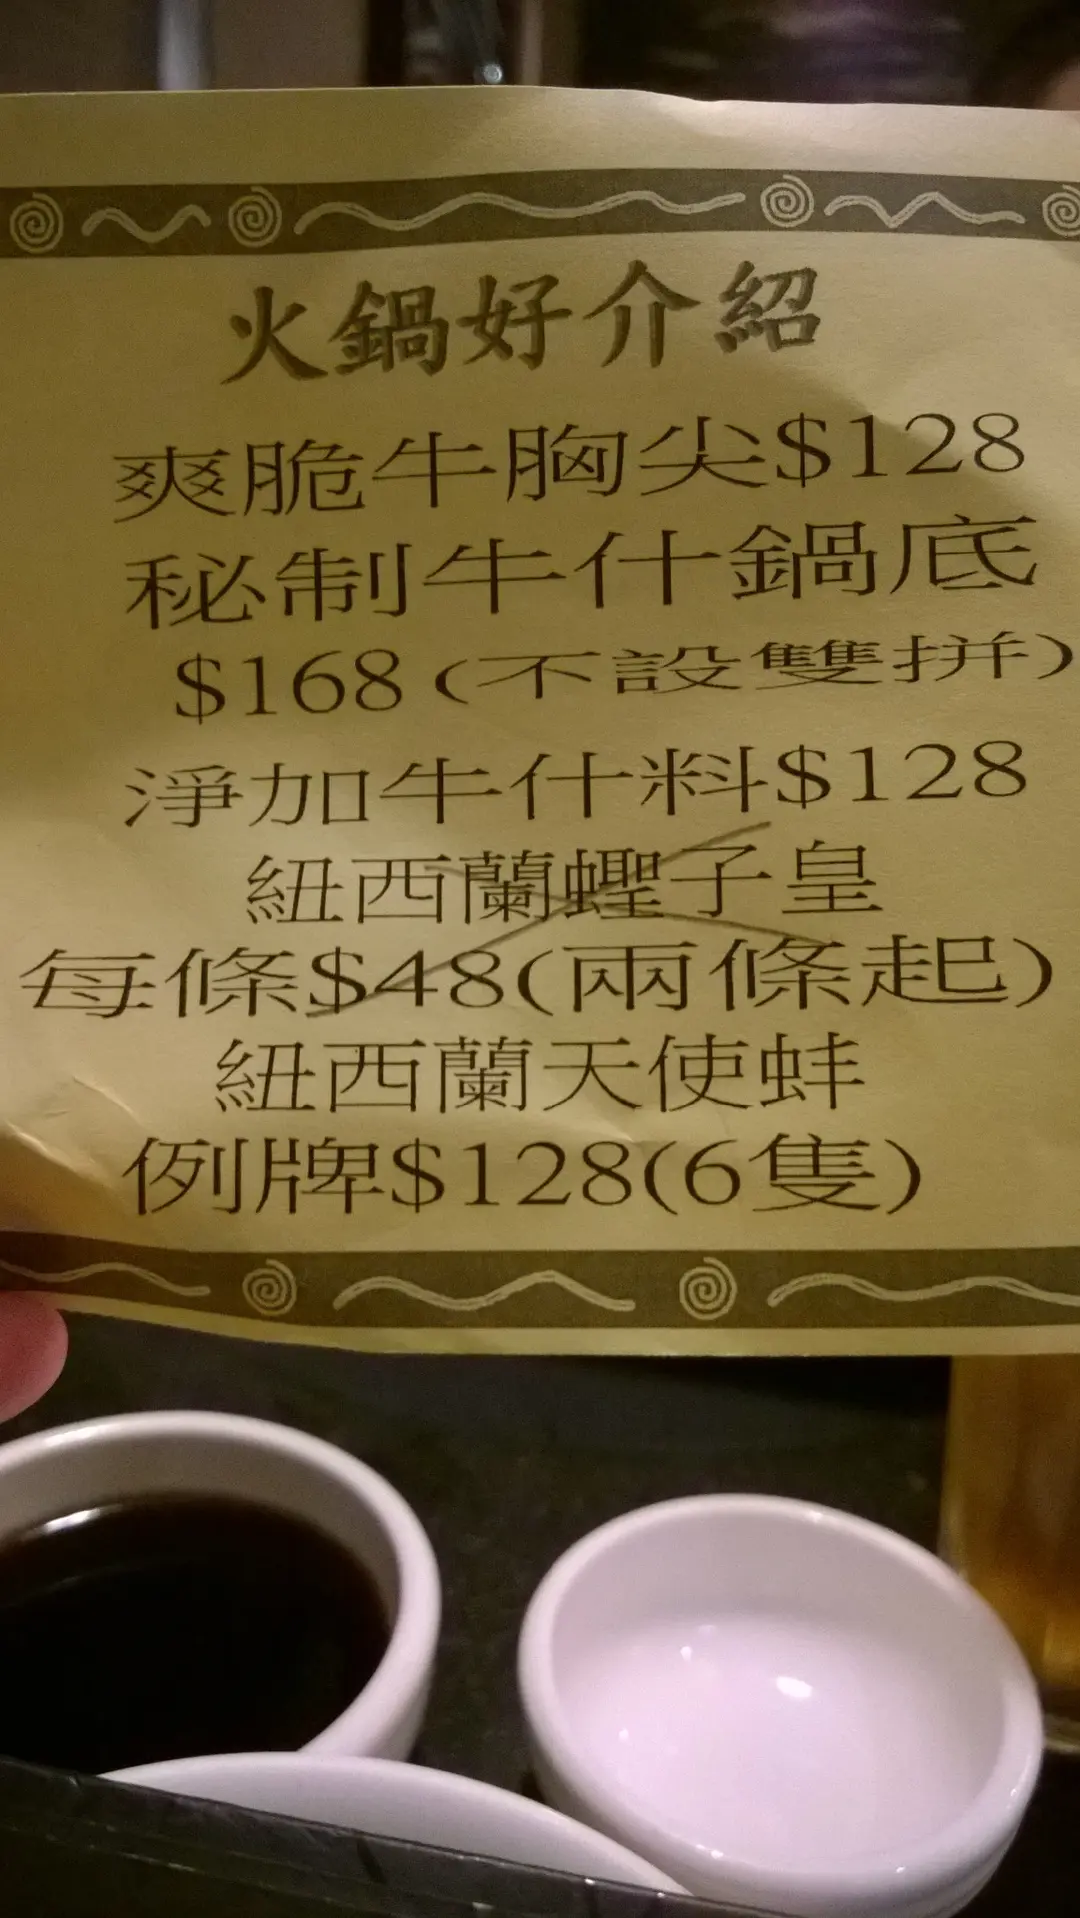 火鍋好介紹
爽脆牛胸尖$128
秘制牛什鍋底
$168(不設雙拼)
淨加牛什料$128
紐西蘭蟶子皇
每條$48(兩條起)
紐西蘭天使蚌
例牌$128(6隻)